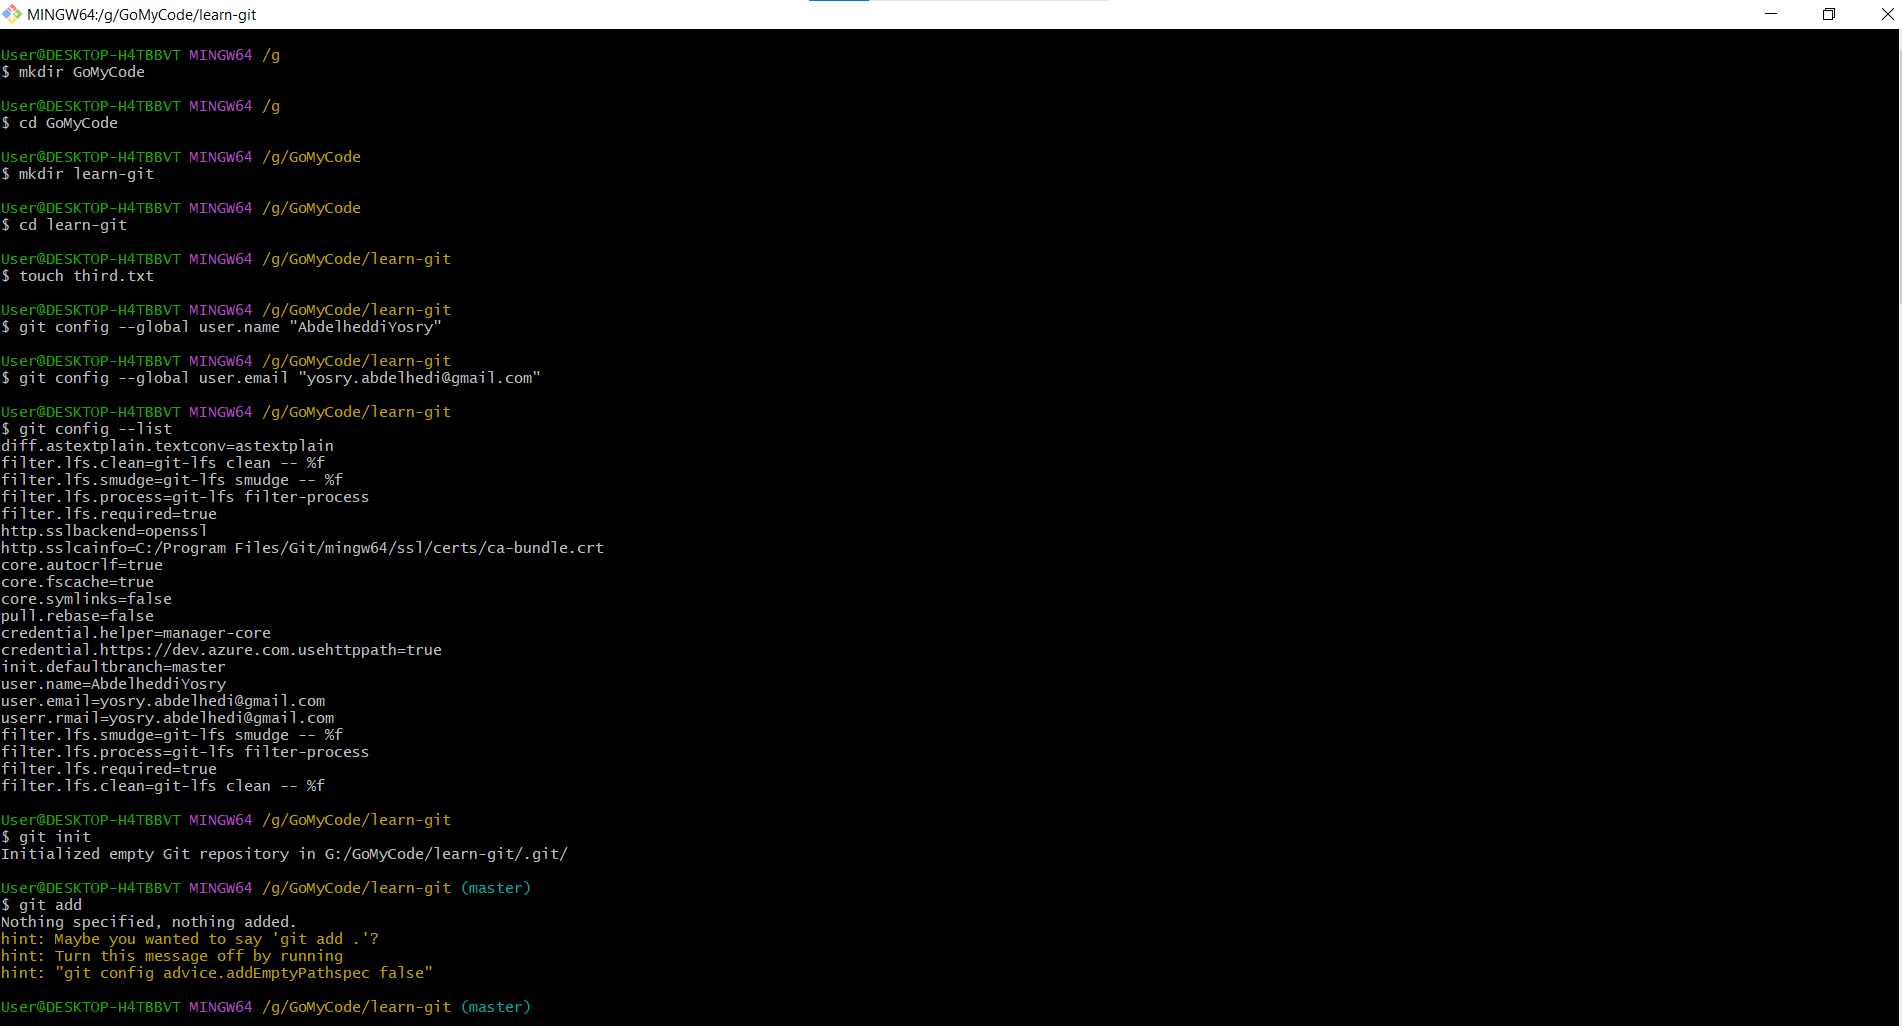 MINGW64:/g/GoMyCode/learn-git
User@DESKTOP-H4TBBVT MINGW64 /g
$ mkdir GoMyCode
User@DESKTOP-H4TBBVT MINGW64 /g
$ cd GoMyCode
User@DESKTOP-H4TBBVT MINGW64 /g/GoMyCode
$ mkdir learn-git
User@DESKTOP-H4TBBVT MINGW64 /g/GoMyCode
$ cd learn-git
User@DESKTOP-H4TBBVT MINGW64 /g/GoMyCode/learn-git
$ touch third.txt
User@DESKTOP-H4TBBVT MINGW64 /g/GoMyCode/learn-git
$ git config --global user.name "AbdelheddiYosry"
User@DESKTOP-H4TBBVT MINGW64 /g/GoMyCode/learn-git
$ git config --global user.email "yosry.abdelhedi@gmail.com"
User@DESKTOP-H4TBBVT MINGW64 /g/GoMyCode/learn-git
$ git config --list
diff.astextplain.textconv=astextplain
filter.lfs.clean=git-lfs clean -- %f
filter.lfs.smudge=git-lfs smudge -- %f
filter.lfs.process=git-lfs filter-process
filter.lfs.required=true
http.sslbackend=openssl
http.sslcainfo=C:/Program Files/Git/mingw64/ssl/certs/ca-bundle.crt
core.autocrlf=true
core.fscache=true
core.symlinks=false
pull.rebase=false
credential.helper=manager-core
credential.https://dev.azure.com.usehttppath=true
init.defaultbranch=master
user.name=AbdelheddiYosry
user.email=yosry.abdelhedi@gmail.com
userr.rmail=yosry.abdelhedi@gmail.com
filter.lfs.smudge=git-lfs smudge -- %f
filter.lfs.process=git-lfs filter-process
filter.lfs.required=true
filter.lfs.clean=git-lfs clean -- %f
User@DESKTOP-H4TBBVT MINGW64 /g/GoMyCode/learn-git
$ git init
Initialized empty Git repository in G:/GoMyCode/learn-git/.git/
User@DESKTOP-H4TBBVT MINGW64 /g/GoMyCode/learn-git (master)
$ git add
Nothing specified, nothing added.
hint: Maybe you wanted to say 'git add .'?
hint: Turn this message off by running
hint: "git config advice.addEmptyPathspec false"
User@DESKTOP-H4TBBVT MINGW64 /g/GoMyCode/learn-git (master)